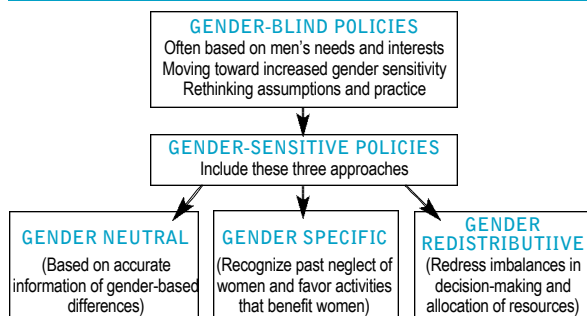 GENDER-BLIND POLICIES
Often based on men's needs and interests
Moving toward increased gender sensitivity
Rethinking assumptions and practice
GENDER-SENSITIVE POLICIES
Include these three approaches
GENDER NEUTRAL
(Based on accurate
information of gender-based
differences)
GENDER SPECIFIC
(Recognize past neglect of
women and favor activities
that benefit women)
GENDER
REDISTRIBUTIIVE
(Redress imbalances in
decision-making and
allocation of resources)